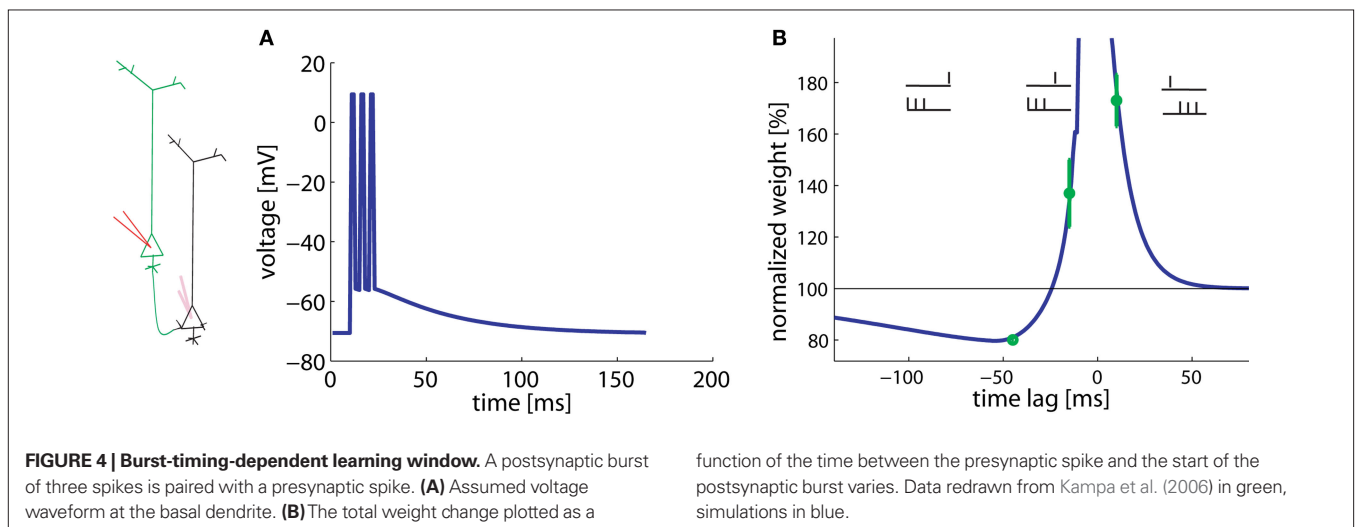 A
20
0
−20
−40
−60
−80
voltage [mV]
0 50 100 150 200
time [ms]
B
180
160
140
120
100
80
normalized weight [%]
−100 −50 0 50
time lag [ms]
FIGURE 4 | Burst-timing-dependent learning window. A postsynaptic burst
of three spikes is paired with a presynaptic spike. (A) Assumed voltage
waveform at the basal dendrite. (B) The total weight change plotted as a
function of the time between the presynaptic spike and the start of the
postsynaptic burst varies. Data redrawn from Kampa et al. (2006) in green,
simulations in blue.